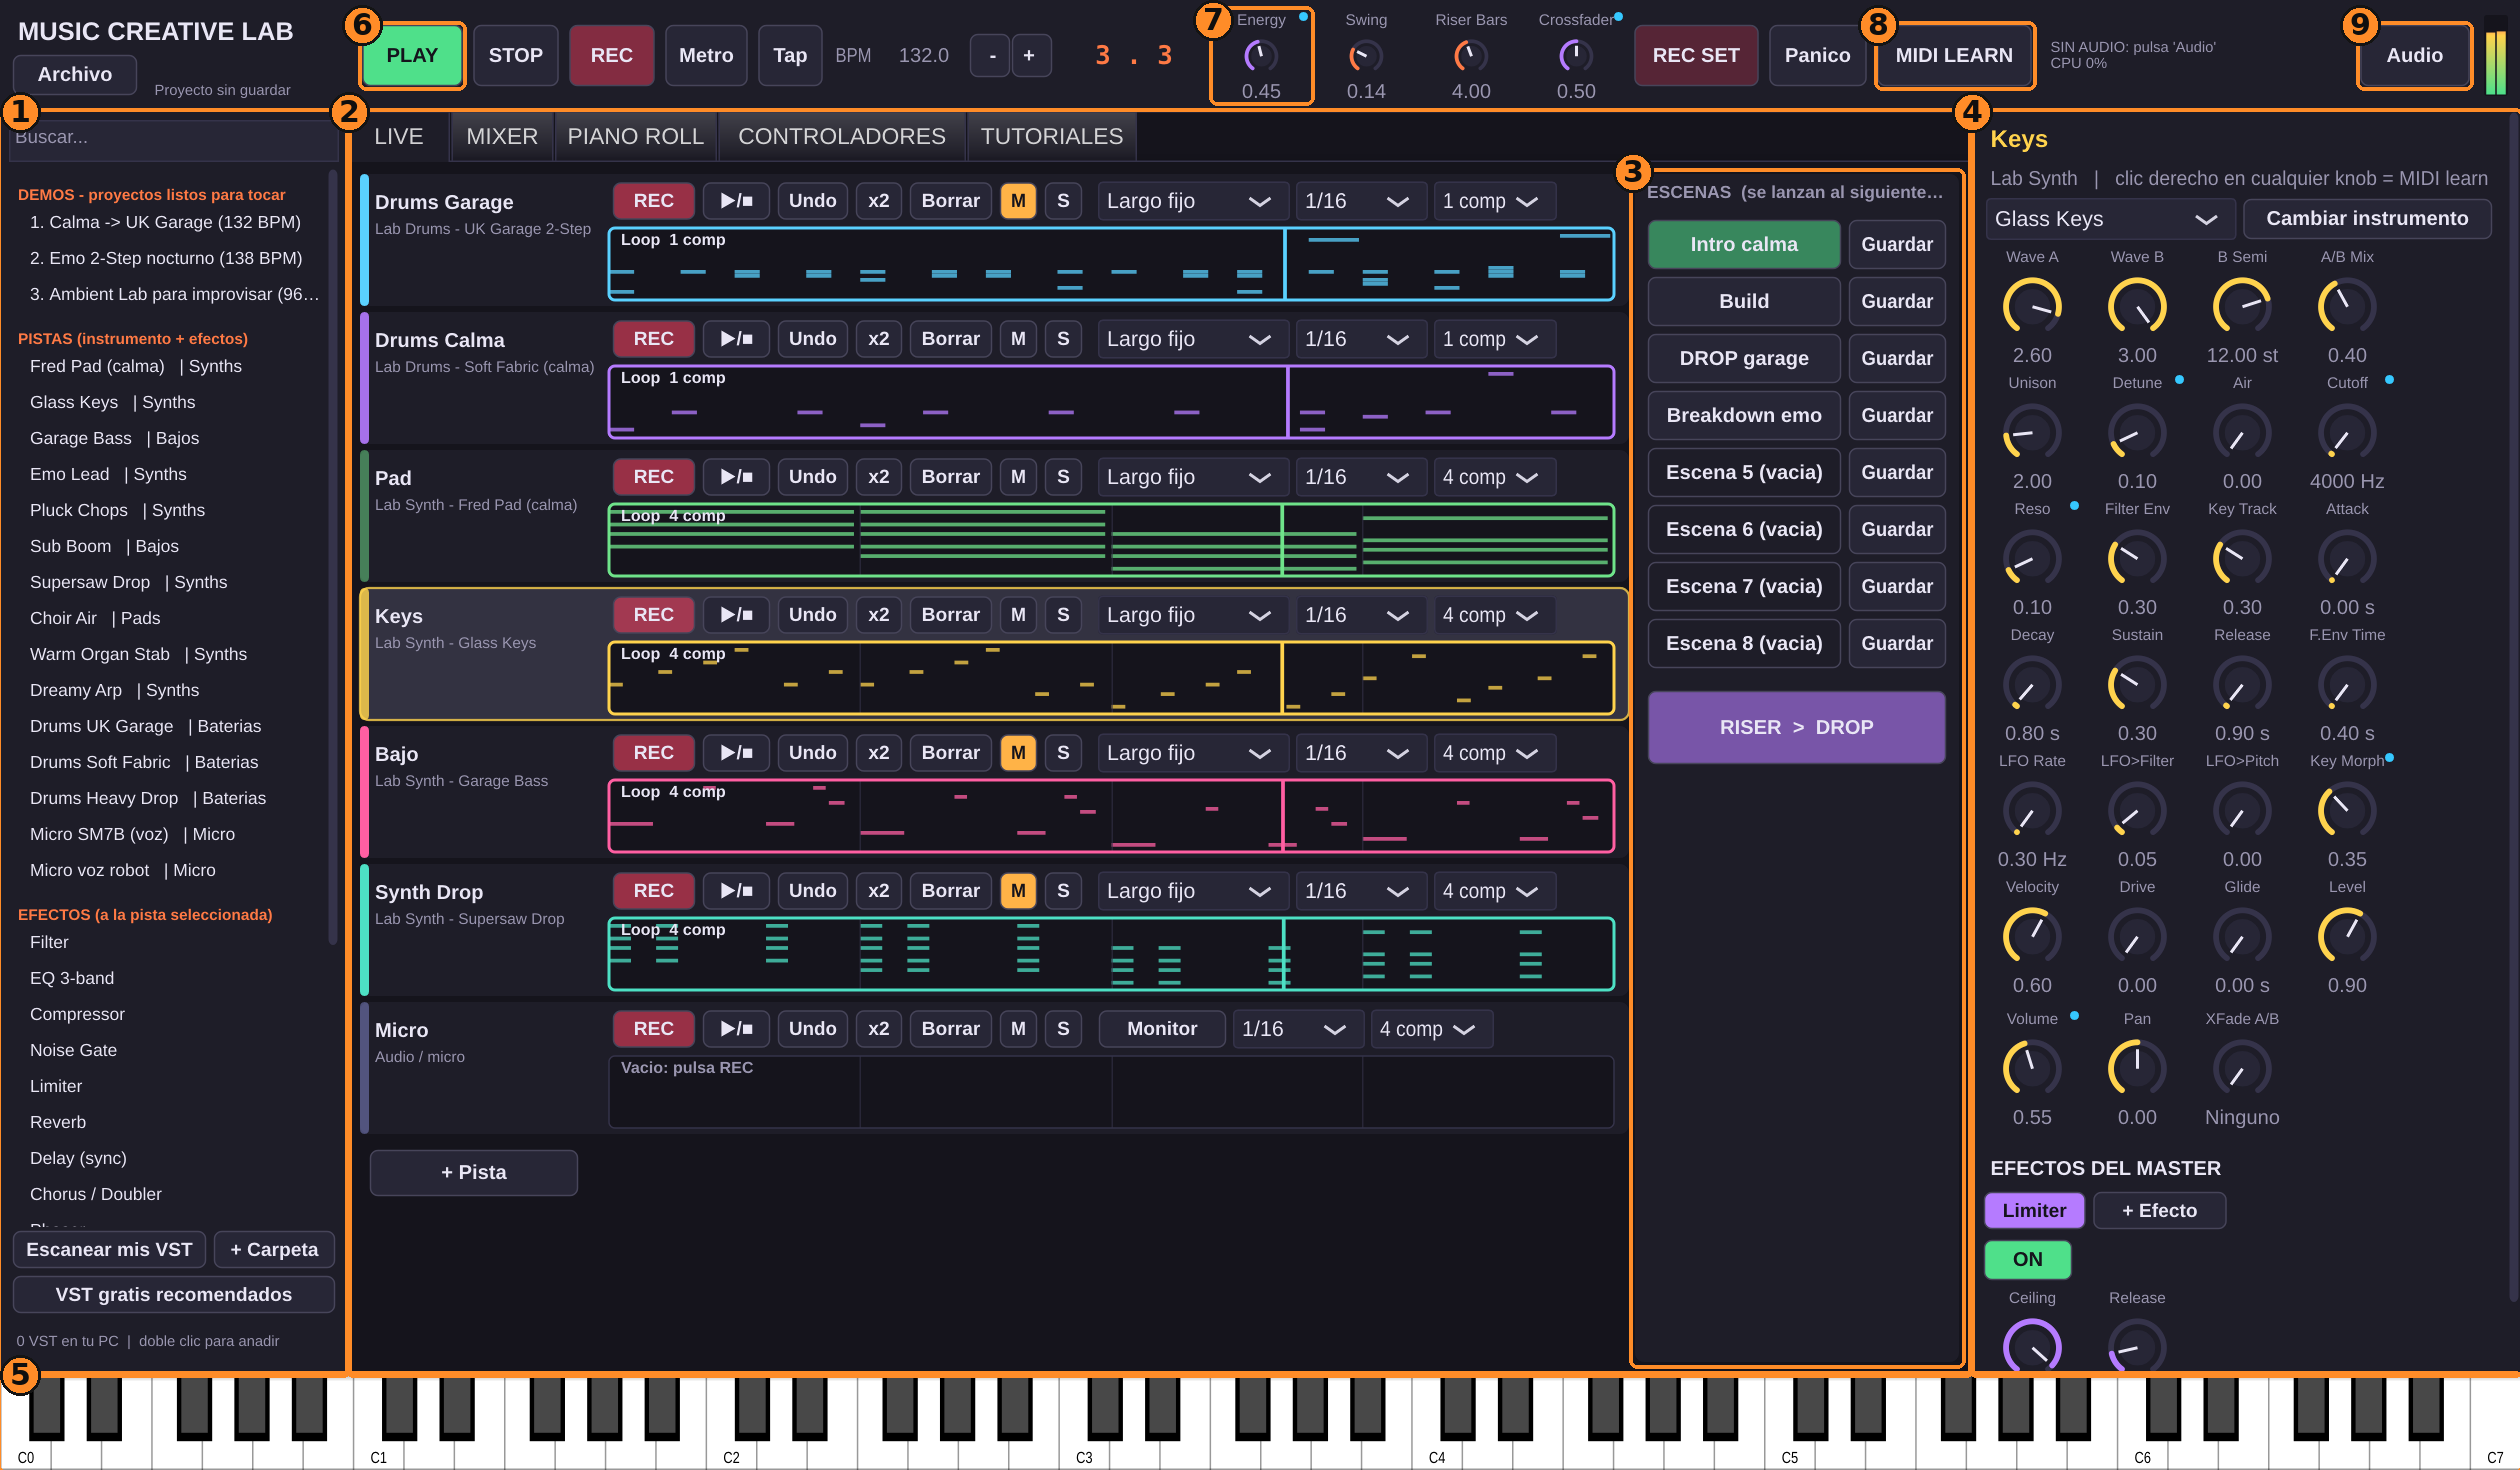 MUSIC CREATIVE LAB
Archivo
Proyecto sin guardar
6
PLAY
STOP
REC
Metro
Tap
BPM
132.0
-
+
3 . 3
7
Energy
0.45
Swing
0.14
Riser Bars
4.00
Crossfader
0.50
REC SET
Panico
8
MIDI LEARN
SIN AUDIO: pulsa 'Audio'
CPU 0%
9
Audio
1
Buscar...
DEMOS - proyectos listos para tocar
1. Calma -> UK Garage (132 BPM)
2. Emo 2-Step nocturno (138 BPM)
3. Ambient Lab para improvisar (96...
PISTAS (instrumento + efectos)
Fred Pad (calma) | Synths
Glass Keys | Synths
Garage Bass | Bajos
Emo Lead | Synths
Pluck Chops | Synths
Sub Boom | Bajos
Supersaw Drop | Synths
Choir Air | Pads
Warm Organ Stab | Synths
Dreamy Arp | Synths
Drums UK Garage | Baterias
Drums Soft Fabric | Baterias
Drums Heavy Drop | Baterias
Micro SM7B (voz) | Micro
Micro voz robot | Micro
EFECTOS (a la pista seleccionada)
Filter
EQ 3-band
Compressor
Noise Gate
Limiter
Reverb
Delay (sync)
Chorus / Doubler
Escanear mis VST
+ Carpeta
VST gratis recomendados
0 VST en tu PC | doble clic para anadir
2
LIVE
MIXER
PIANO ROLL
CONTROLADORES
TUTORIALES
Drums Garage
Lab Drums - UK Garage 2-Step
REC ▶/■ Undo x2 Borrar M S Largo fijo 1/16 1 comp
Loop 1 comp
Drums Calma
Lab Drums - Soft Fabric (calma)
REC ▶/■ Undo x2 Borrar M S Largo fijo 1/16 1 comp
Loop 1 comp
Pad
Lab Synth - Fred Pad (calma)
REC ▶/■ Undo x2 Borrar M S Largo fijo 1/16 4 comp
Loop 4 comp
Keys
Lab Synth - Glass Keys
REC ▶/■ Undo x2 Borrar M S Largo fijo 1/16 4 comp
Loop 4 comp
Bajo
Lab Synth - Garage Bass
REC ▶/■ Undo x2 Borrar M S Largo fijo 1/16 4 comp
Loop 4 comp
Synth Drop
Lab Synth - Supersaw Drop
REC ▶/■ Undo x2 Borrar M S Largo fijo 1/16 4 comp
Loop 4 comp
Micro
Audio / micro
REC ▶/■ Undo x2 Borrar M S Monitor 1/16 4 comp
Vacio: pulsa REC
+ Pista
3
ESCENAS (se lanzan al siguiente...
Intro calma Guardar
Build Guardar
DROP garage Guardar
Breakdown emo Guardar
Escena 5 (vacia) Guardar
Escena 6 (vacia) Guardar
Escena 7 (vacia) Guardar
Escena 8 (vacia) Guardar
RISER > DROP
4
Keys
Lab Synth | clic derecho en cualquier knob = MIDI learn
Glass Keys
Cambiar instrumento
Wave A Wave B B Semi A/B Mix
2.60 3.00 12.00 st 0.40
Unison Detune Air Cutoff
2.00 0.10 0.00 4000 Hz
Reso Filter Env Key Track Attack
0.10 0.30 0.30 0.00 s
Decay Sustain Release F.Env Time
0.80 s 0.30 0.90 s 0.40 s
LFO Rate LFO>Filter LFO>Pitch Key Morph
0.30 Hz 0.05 0.00 0.35
Velocity Drive Glide Level
0.60 0.00 0.00 s 0.90
Volume Pan XFade A/B
0.55 0.00 Ninguno
EFECTOS DEL MASTER
Limiter
+ Efecto
ON
Ceiling Release
5
C0 C1 C2 C3 C4 C5 C6 C7